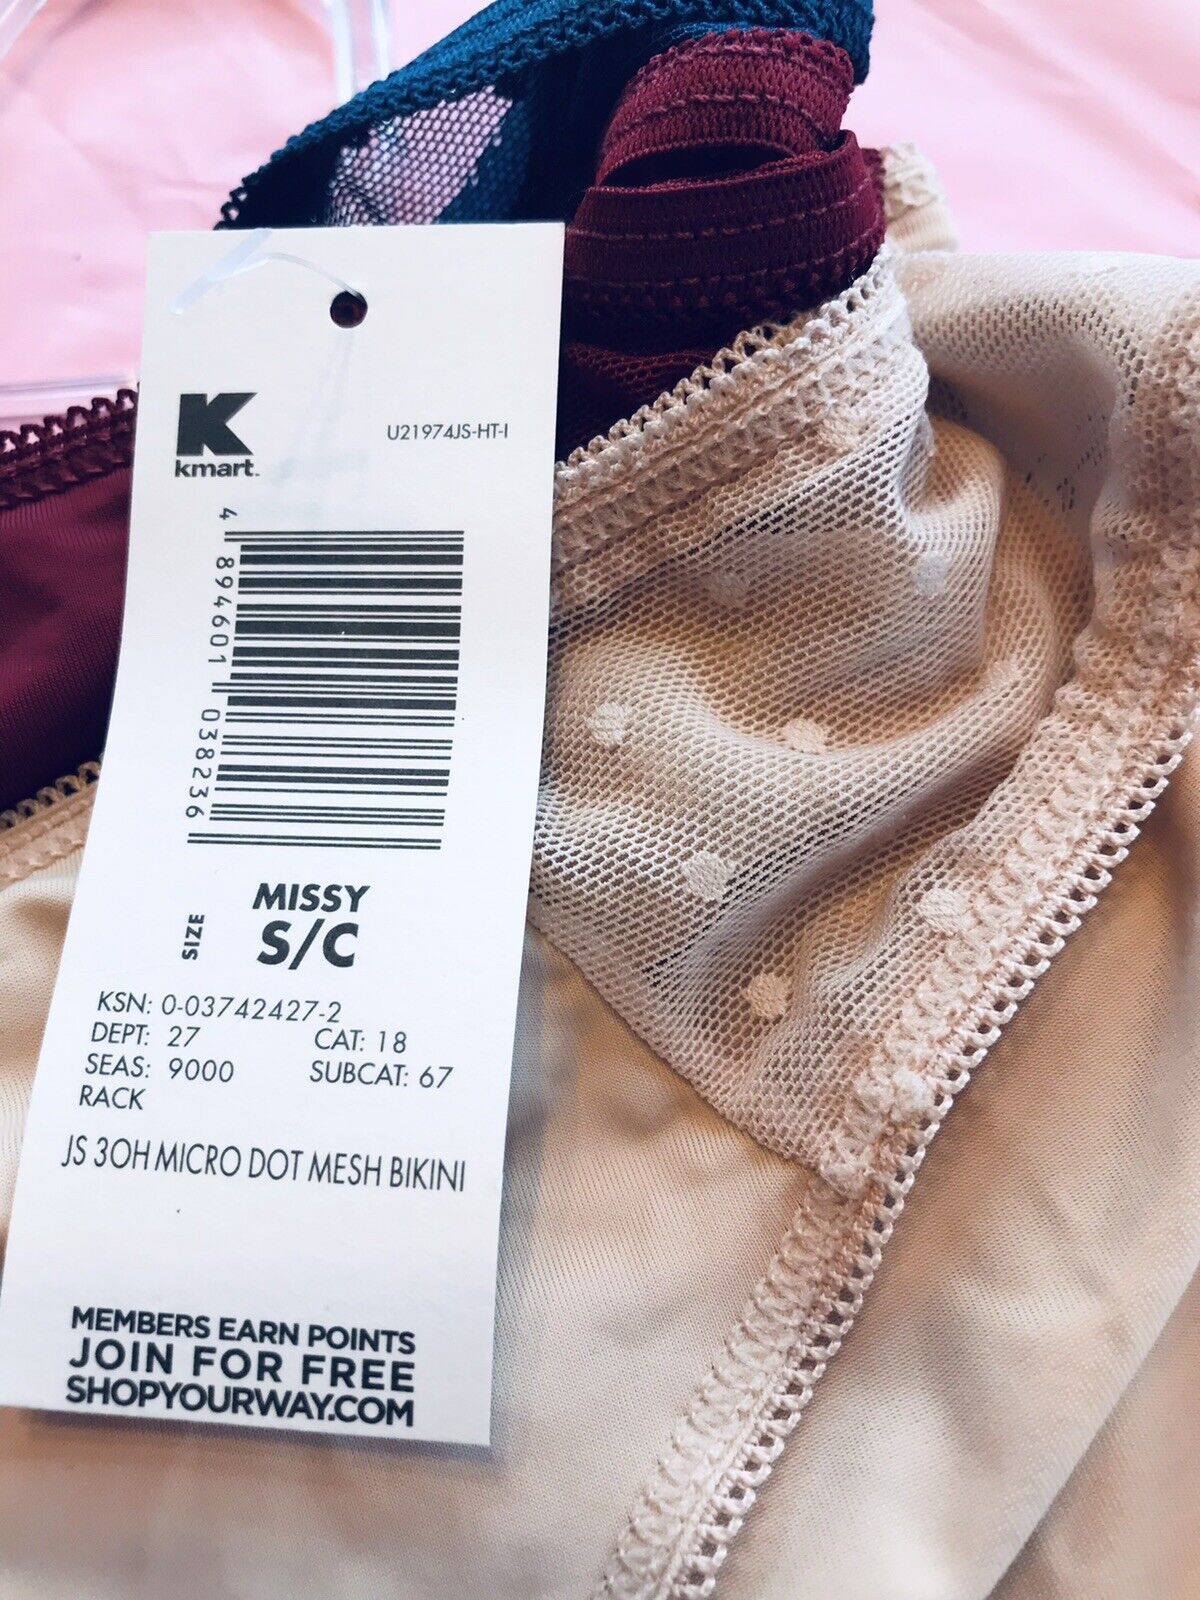 K
kmart.
U21974JS-HT-I
4 894601 038236
SIZE
MISSY
S/C
KSN: 0-03742427-2
DEPT: 27 CAT: 18
SEAS: 9000 SUBCAT: 67
RACK
JS 3OH MICRO DOT MESH BIKINI
MEMBERS EARN POINTS
JOIN FOR FREE
SHOPYOURWAY.COM